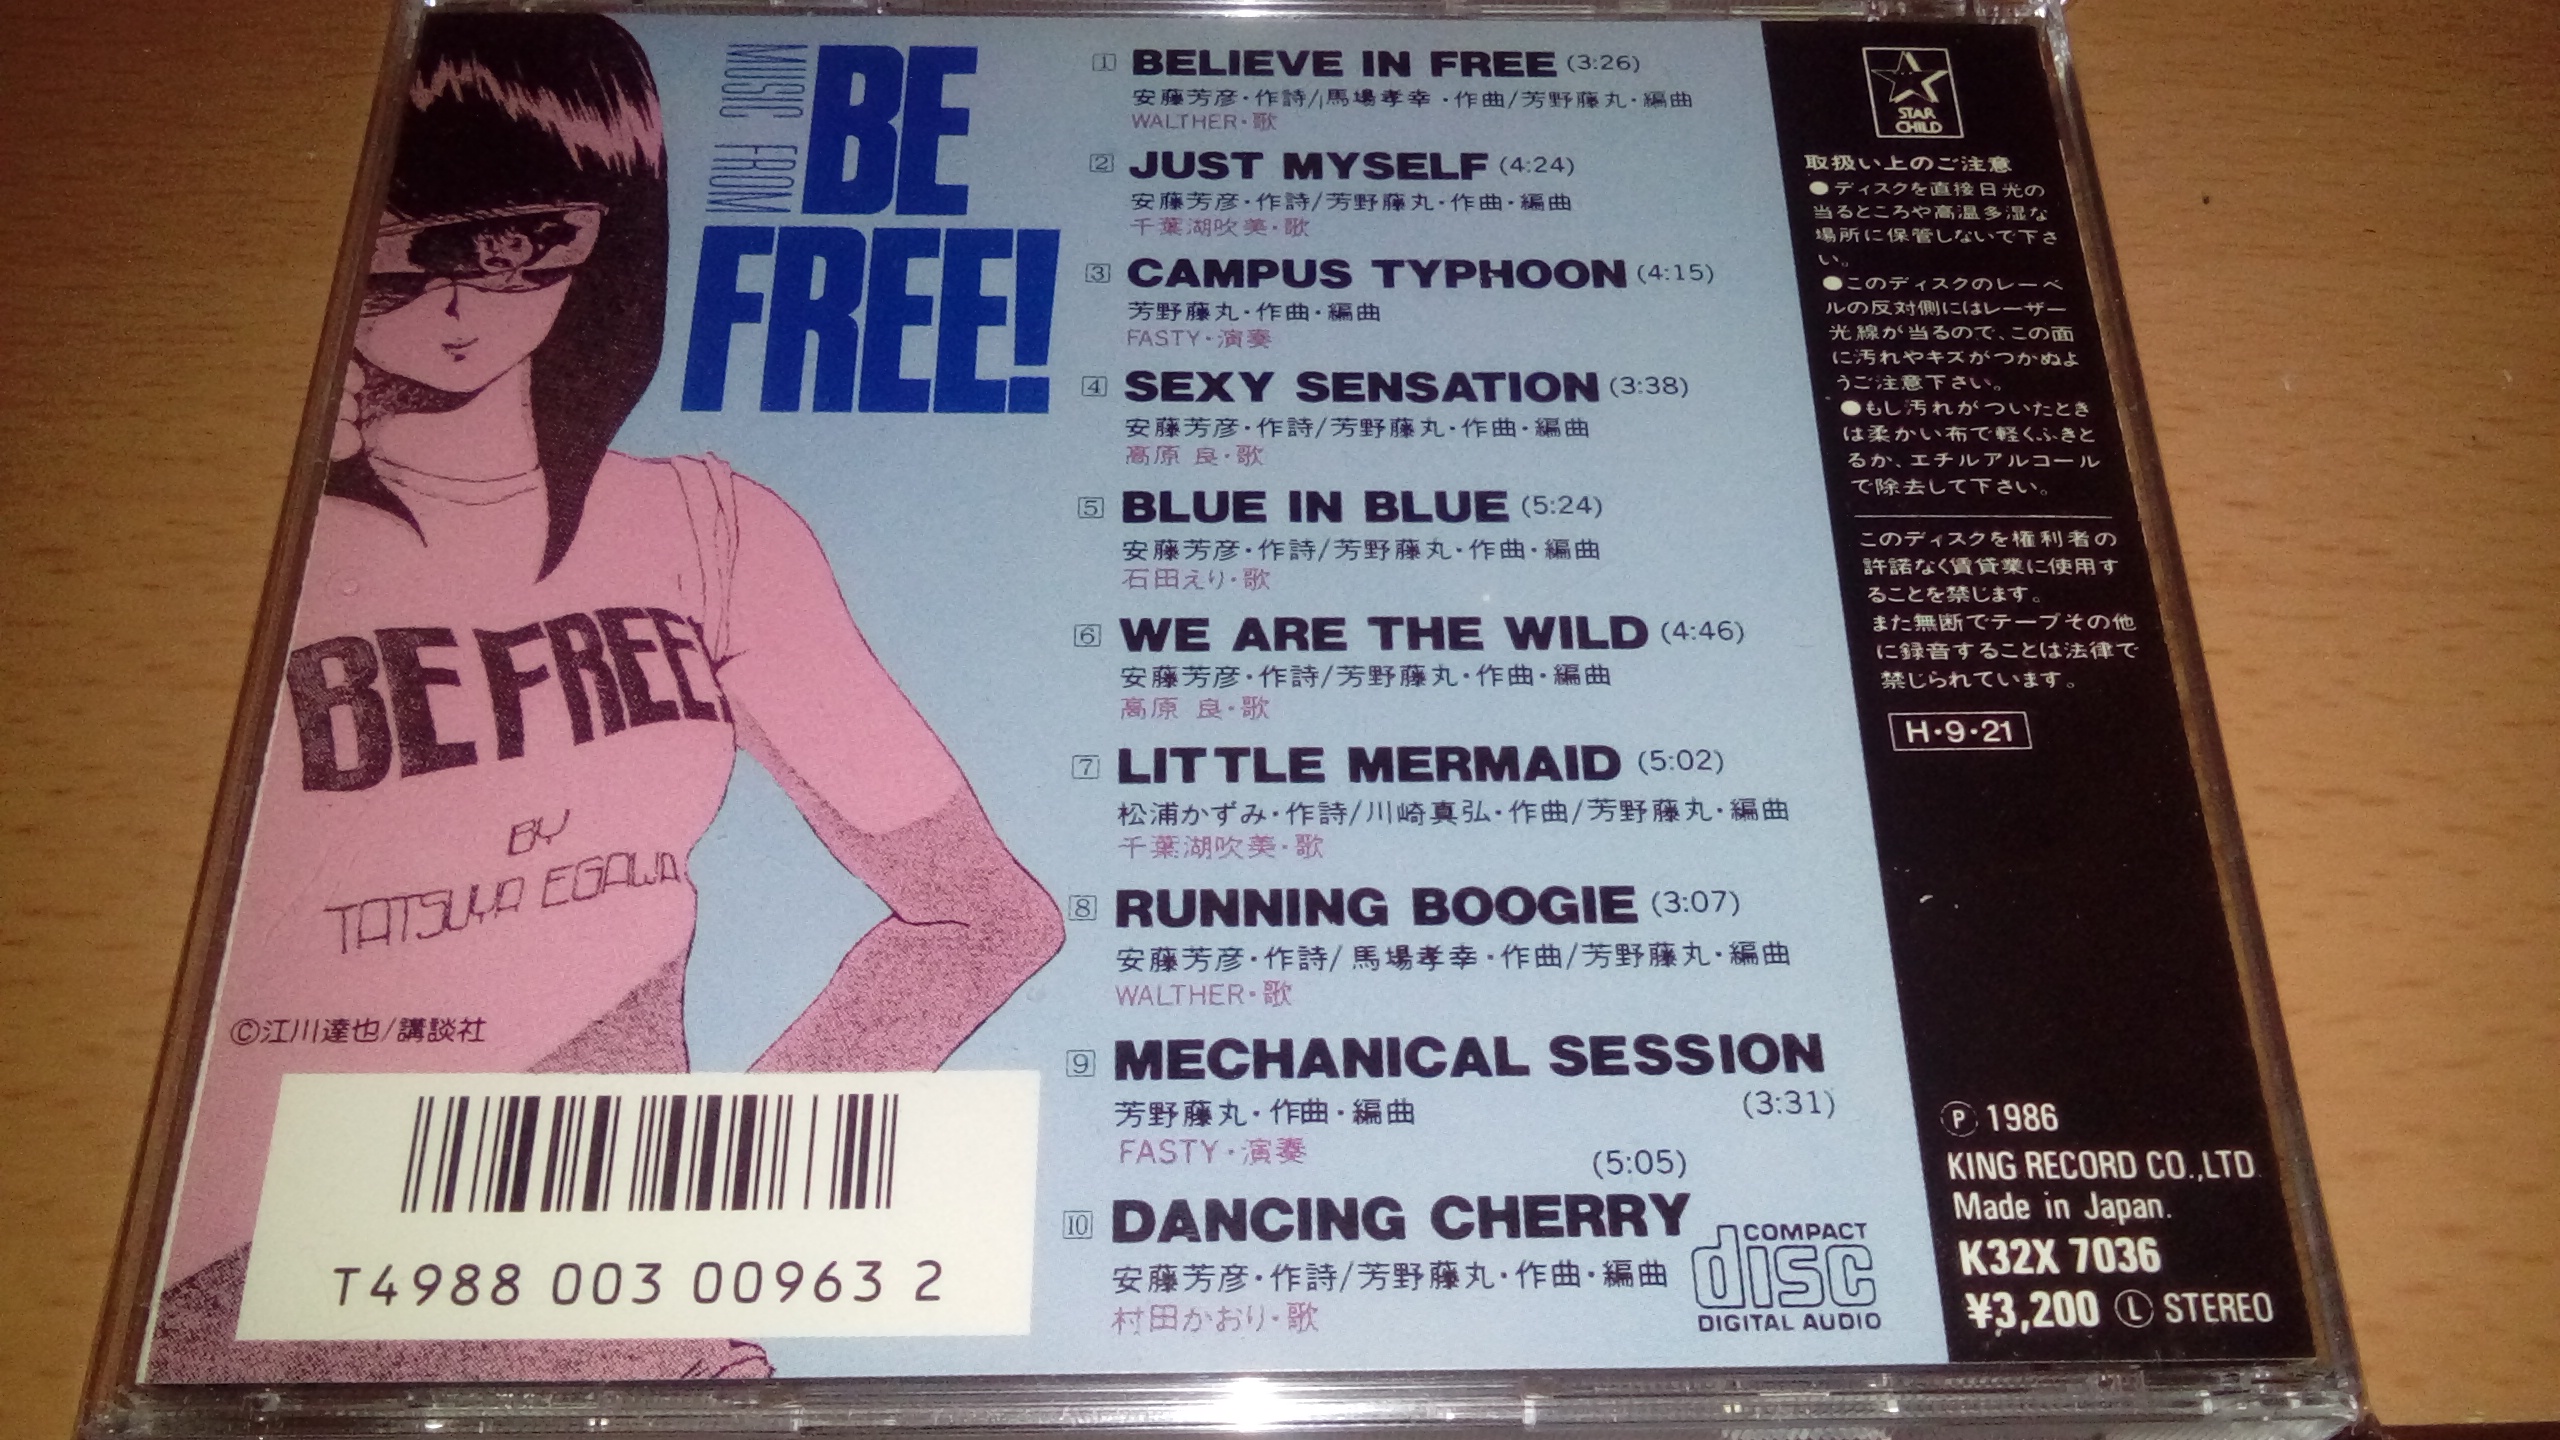 MUSIC FROM
BE
FREE!
BE FREE!
BY
TATSUYA EGAWA
©江川達也/講談社
T4988 003 00963 2
1 BELIEVE IN FREE (3:26)
安藤芳彦・作詩/馬場孝幸・作曲/芳野藤丸・編曲
WALTHER・歌
2 JUST MYSELF (4:24)
安藤芳彦・作詩/芳野藤丸・作曲・編曲
千葉湖吹美・歌
3 CAMPUS TYPHOON (4:15)
芳野藤丸・作曲・編曲
FASTY・演奏
4 SEXY SENSATION (3:38)
安藤芳彦・作詩/芳野藤丸・作曲・編曲
高原 良・歌
5 BLUE IN BLUE (5:24)
安藤芳彦・作詩/芳野藤丸・作曲・編曲
石田えり・歌
6 WE ARE THE WILD (4:46)
安藤芳彦・作詩/芳野藤丸・作曲・編曲
高原 良・歌
7 LITTLE MERMAID (5:02)
松浦かずみ・作詩/川崎真弘・作曲/芳野藤丸・編曲
千葉湖吹美・歌
8 RUNNING BOOGIE (3:07)
安藤芳彦・作詩/馬場孝幸・作曲/芳野藤丸・編曲
WALTHER・歌
9 MECHANICAL SESSION
(3:31)
芳野藤丸・作曲・編曲
FASTY・演奏
(5:05)
10 DANCING CHERRY
安藤芳彦・作詩/芳野藤丸・作曲・編曲
村田かおり・歌
COMPACT
disc
DIGITAL AUDIO
STAR
CHILD
取扱い上のご注意
●ディスクを直接日光の
当るところや高温多湿な
場所に保管しないで下さ
い。
●このディスクのレーベ
ルの反対側にはレーザー
光線が当るので、この面
に汚れやキズがつかぬよ
うご注意下さい。
●もし汚れがついたとき
は柔かい布で軽くふきと
るか、エチルアルコール
で除去して下さい。
このディスクを権利者の
許諾なく賃貸業に使用す
ることを禁じます。
また無断でテープその他
に録音することは法律で
禁じられています。
H・9・21
Ⓟ 1986
KING RECORD CO.,LTD.
Made in Japan.
K32X 7036
¥3,200 Ⓛ STEREO